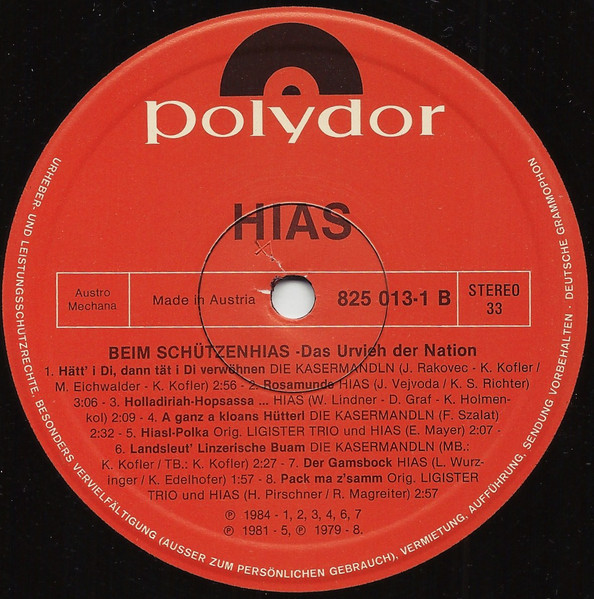 polydor
HIAS
Austro
Mechana
Made in Austria
825 013-1 B
STEREO
33
BEIM SCHÜTZENHIAS -Das Urvieh der Nation
1. Hätt' i Di, dann tät i Di verwöhnen DIE KASERMANDLN (J. Rakovec - K. Kofler /
M. Eichwalder - K. Kofler) 2:56 - 2. Rosamunde HIAS (J. Vejvoda / K. S. Richter)
3:06 - 3. Holladiriah-Hopsassa ... HIAS (W. Lindner - D. Graf - K. Holmen-
kol) 2:09 - 4. A ganz a kloans Hütterl DIE KASERMANDLN (F. Szalat)
2:32 - 5. Hiasl-Polka Orig. LIGISTER TRIO und HIAS (E. Mayer) 2:07 -
6. Landsleut' Linzerische Buam DIE KASERMANDLN (MB.:
K. Kofler / TB.: K. Kofler) 2:27 - 7. Der Gamsbock HIAS (L. Wurz-
inger / K. Edelhofer) 1:57 - 8. Pack ma z'samm Orig. LIGISTER
TRIO und HIAS (H. Pirschner / R. Magreiter) 2:57
℗ 1984 - 1, 2, 3, 4, 6, 7
℗ 1981 - 5, ℗ 1979 - 8.
URHEBER- UND LEISTUNGSSCHUTZRECHTE, BESONDERS VERVIELFÄLTIGUNG (AUSSER ZUM PERSÖNLICHEN GEBRAUCH), VERMIETUNG, AUFFÜHRUNG, SENDUNG VORBEHALTEN · DEUTSCHE GRAMMOPHON